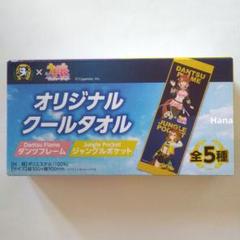 © Cygames, Inc.
オリジナル
クールタオル
Dantsu Flame
ダンツフレーム
Jungle Pocket
ジャングルポケット
DANTSU
FLAME
JUNGLE
POCKET
全5種
Hana